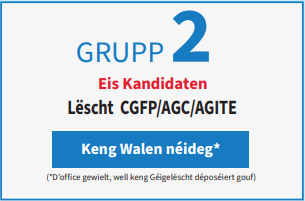 GRUPP 2
Eis Kandidaten
Lëscht CGFP/AGC/AGITE
Keng Walen néideg*
(*D'office gewielt, well keng Géigelëscht déposéiert gouf)